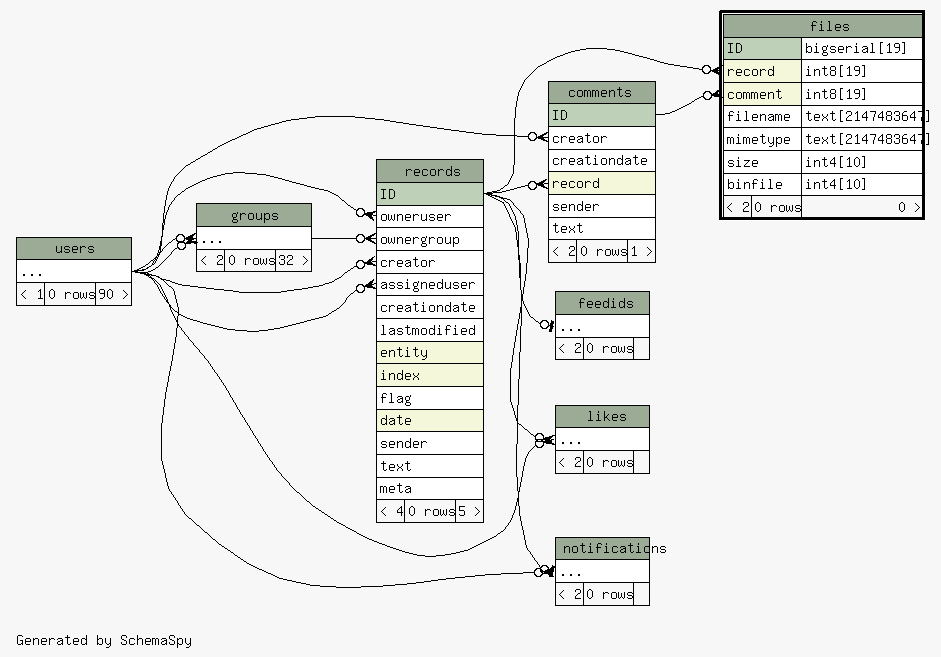 files
ID bigserial[19]
record int8[19]
comment int8[19]
filename text[2147483647]
mimetype text[2147483647]
size int4[10]
binfile int4[10]
< 2 0 rows 0 >
comments
ID
creator
creationdate
record
sender
text
< 2 0 rows 1 >
records
ID
owneruser
ownergroup
creator
assigneduser
creationdate
lastmodified
entity
index
flag
date
sender
text
meta
< 4 0 rows 5 >
groups
...
< 2 0 rows 32 >
users
...
< 1 0 rows 90 >
feedids
...
< 2 0 rows
likes
...
< 2 0 rows
notifications
...
< 2 0 rows
Generated by SchemaSpy